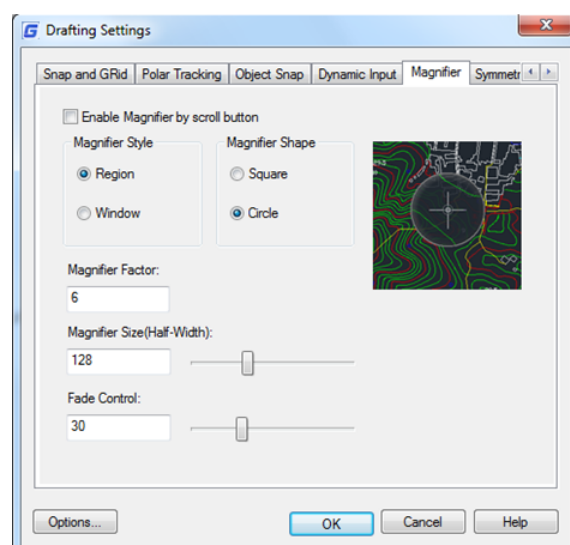 Drafting Settings
Snap and GRid Polar Tracking Object Snap Dynamic Input Magnifier Symmetr
Enable Magnifier by scroll button
Magnifier Style Magnifier Shape
Region Square
Window Circle
Magnifier Factor:
6
Magnifier Size(Half-Width):
128
Fade Control:
30
Options... OK Cancel Help